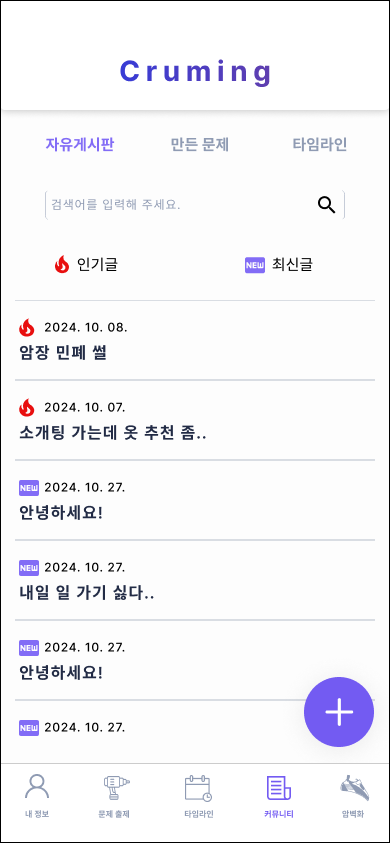 Cruming
자유게시판 만든 문제 타임라인
검색어를 입력해 주세요.
인기글 NEW 최신글
2024. 10. 08.
암장 민폐 썰
2024. 10. 07.
소개팅 가는데 옷 추천 좀..
NEW 2024. 10. 27.
안녕하세요!
NEW 2024. 10. 27.
내일 일 가기 싫다..
NEW 2024. 10. 27.
안녕하세요!
NEW 2024. 10. 27.
내 정보 문제 출제 타임라인 커뮤니티 암벽화